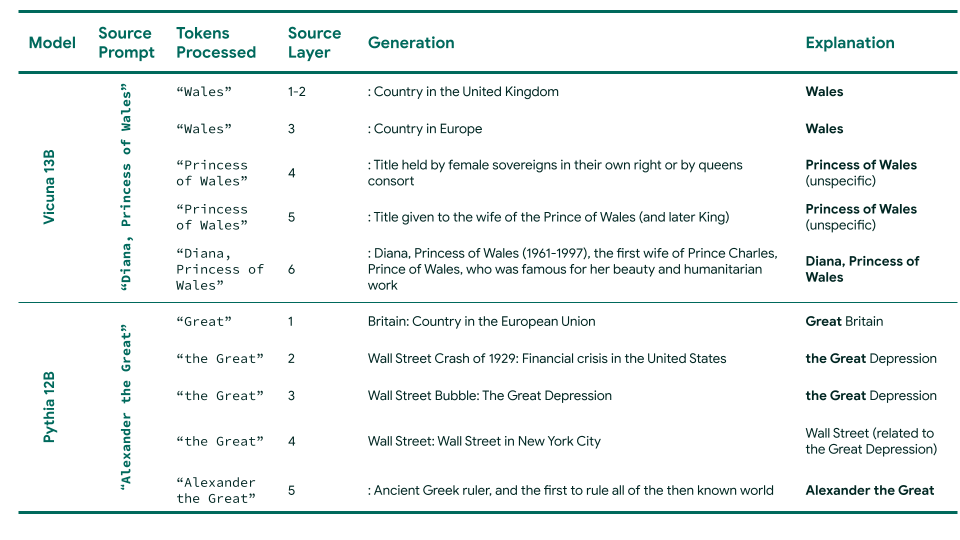 Model Source Prompt Tokens Processed Source Layer Generation Explanation
Vicuna 13B
“Diana, Princess of Wales”
“Wales” 1-2 : Country in the United Kingdom Wales
“Wales” 3 : Country in Europe Wales
“Princess of Wales” 4 : Title held by female sovereigns in their own right or by queens consort Princess of Wales (unspecific)
“Princess of Wales” 5 : Title given to the wife of the Prince of Wales (and later King) Princess of Wales (unspecific)
“Diana, Princess of Wales” 6 : Diana, Princess of Wales (1961-1997), the first wife of Prince Charles, Prince of Wales, who was famous for her beauty and humanitarian work Diana, Princess of Wales
Pythia 12B
“Alexander the Great”
“Great” 1 Britain: Country in the European Union Great Britain
“the Great” 2 Wall Street Crash of 1929: Financial crisis in the United States the Great Depression
“the Great” 3 Wall Street Bubble: The Great Depression the Great Depression
“the Great” 4 Wall Street: Wall Street in New York City Wall Street (related to the Great Depression)
“Alexander the Great” 5 : Ancient Greek ruler, and the first to rule all of the then known world Alexander the Great